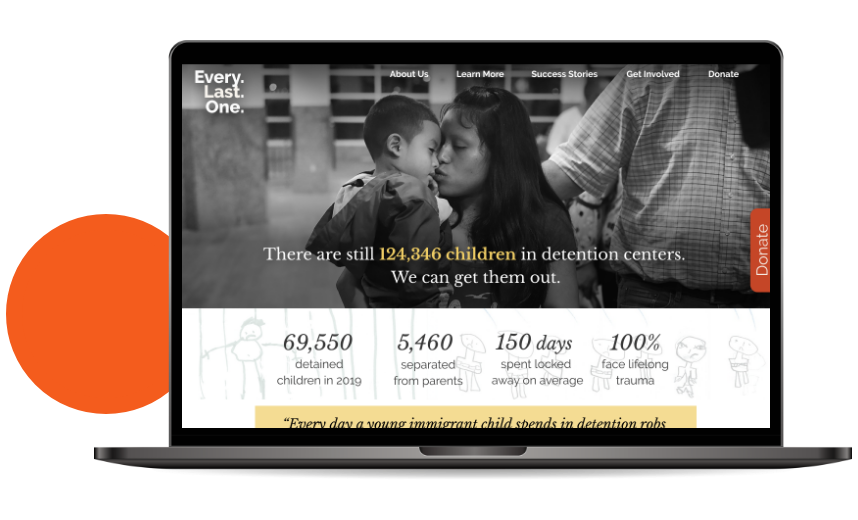 Every.
Last.
One.
About Us Learn More Success Stories Get Involved Donate
There are still 124,346 children in detention centers.
We can get them out.
Donate
69,550 5,460 150 days 100%
detained separated spent locked face lifelong
children in 2019 from parents away on average trauma
“Every day a young immigrant child spends in detention robs